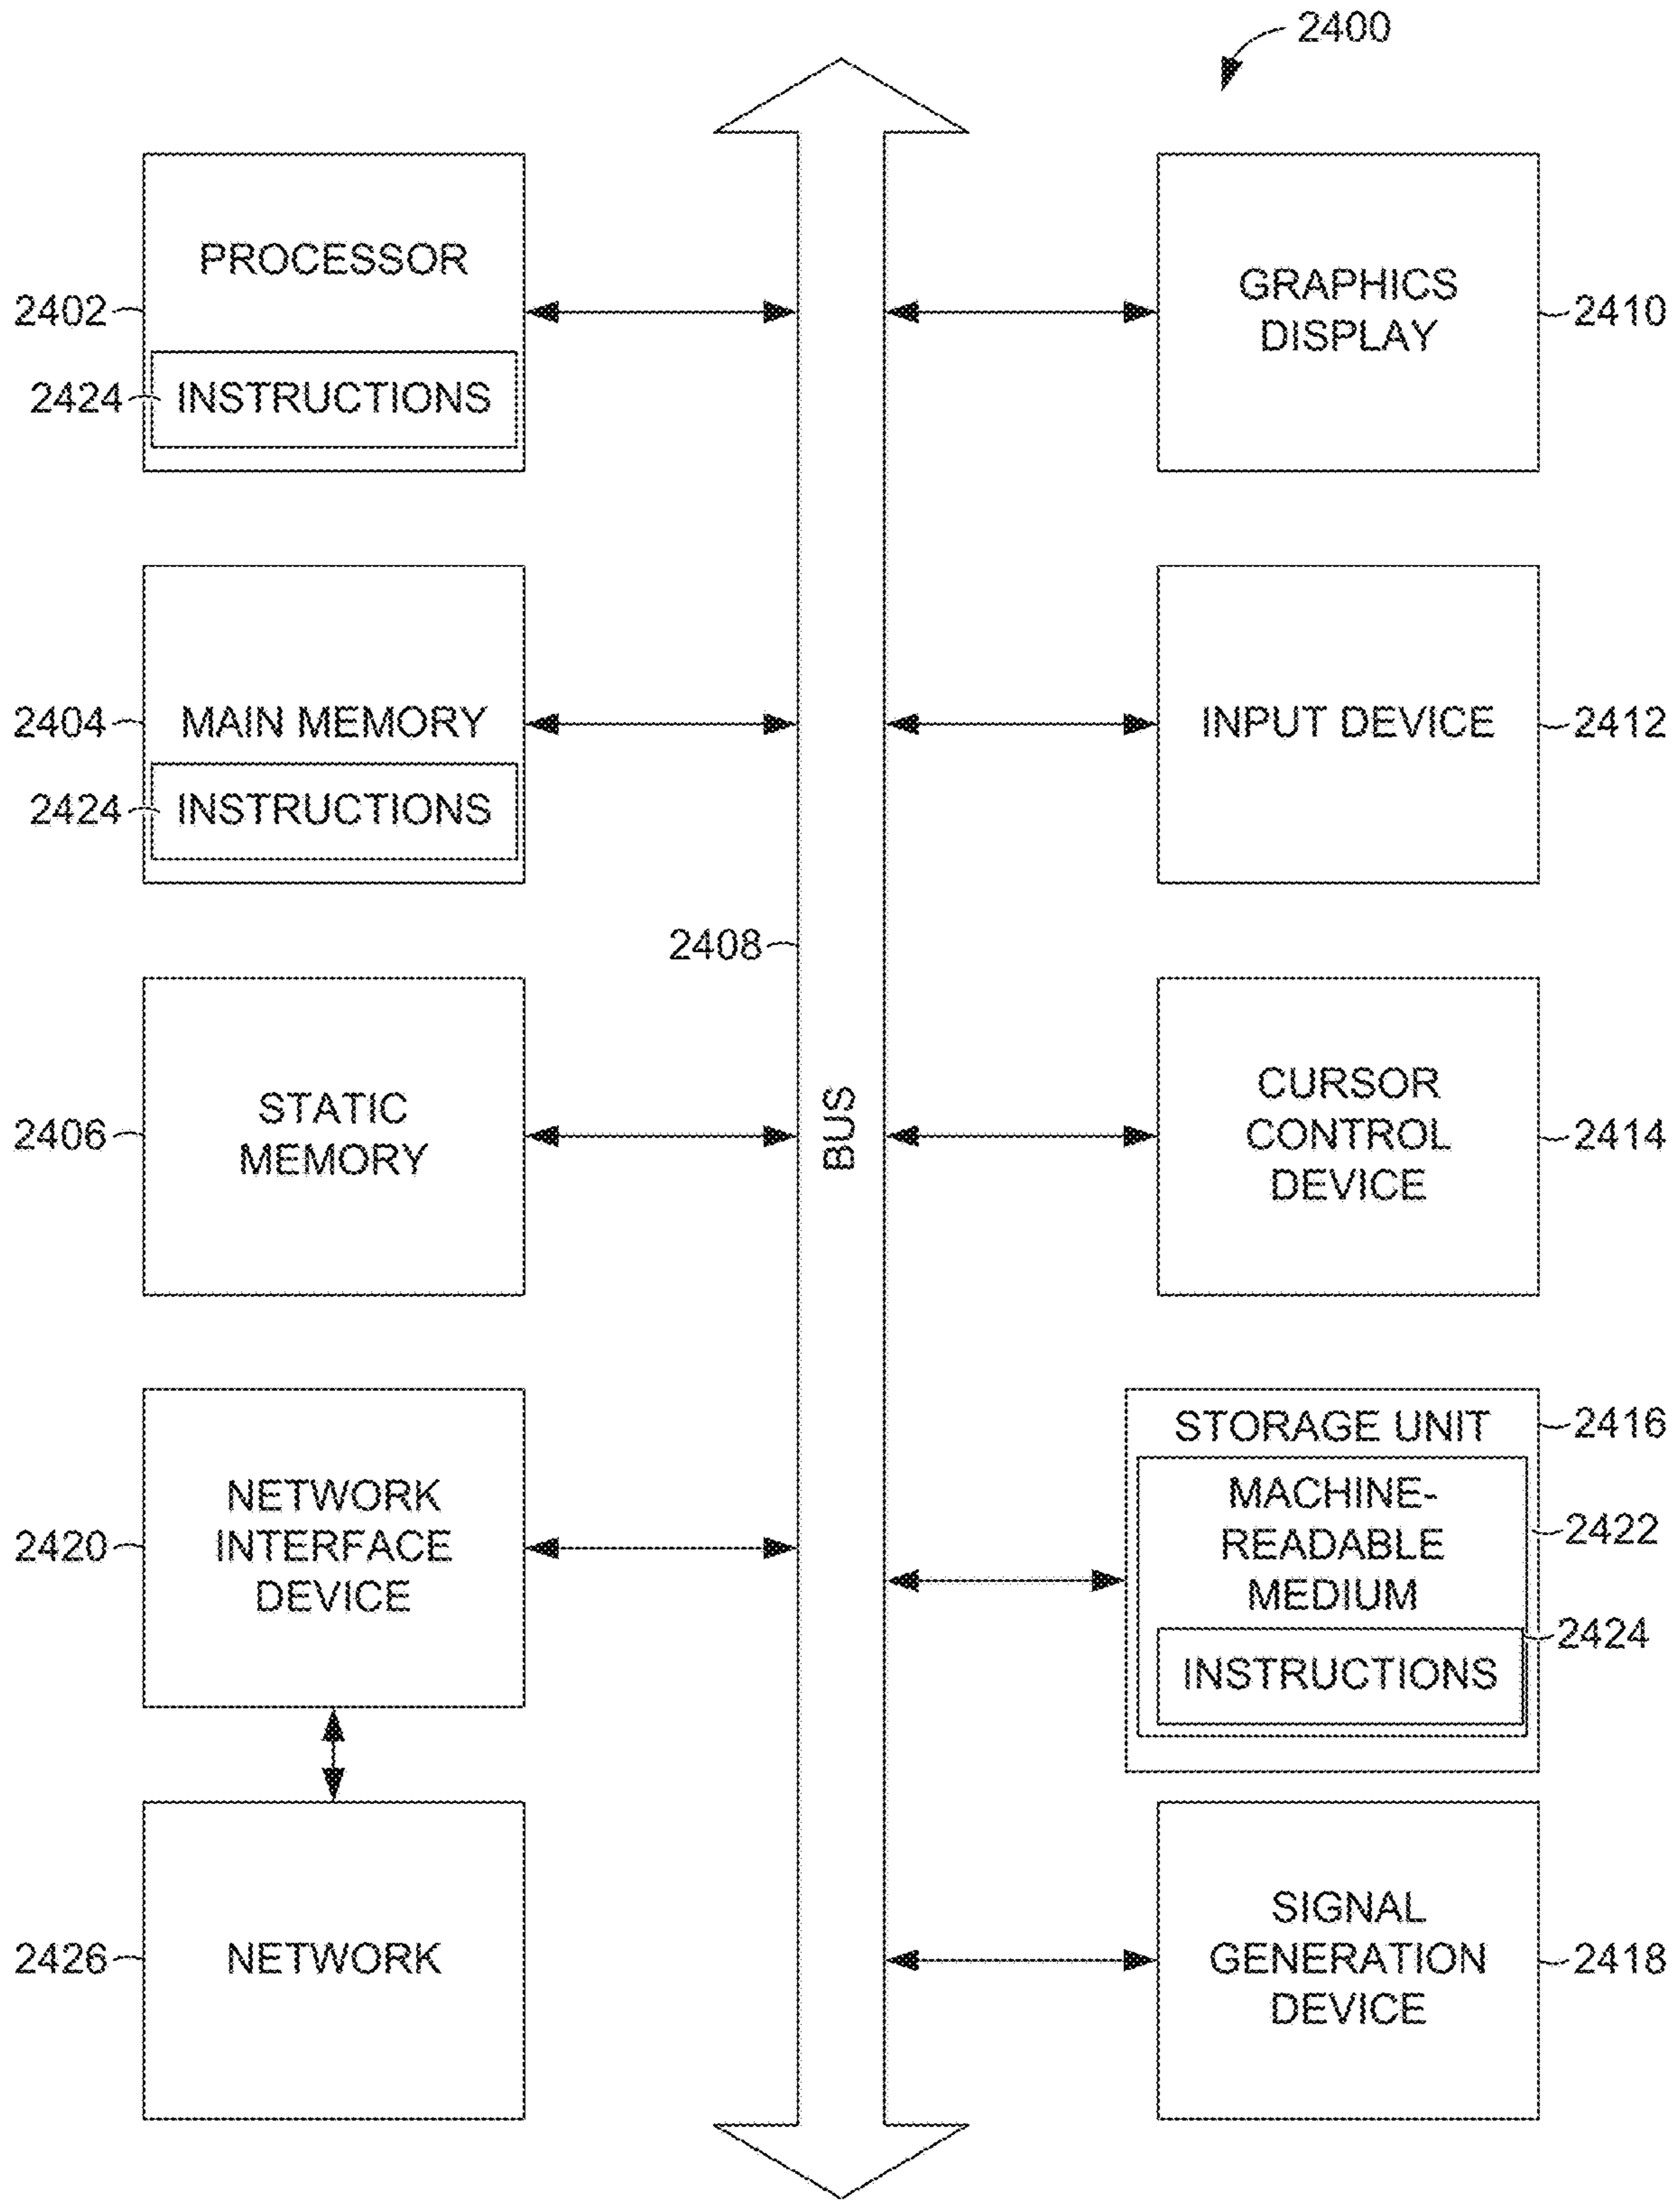 2400
PROCESSOR
2402
2424
INSTRUCTIONS
GRAPHICS
DISPLAY
2410
2404
MAIN MEMORY
2424
INSTRUCTIONS
INPUT DEVICE
2412
2408
BUS
2406
STATIC
MEMORY
CURSOR
CONTROL
DEVICE
2414
2420
NETWORK
INTERFACE
DEVICE
STORAGE UNIT
2416
MACHINE-
READABLE
MEDIUM
2422
2424
INSTRUCTIONS
2426
NETWORK
SIGNAL
GENERATION
DEVICE
2418